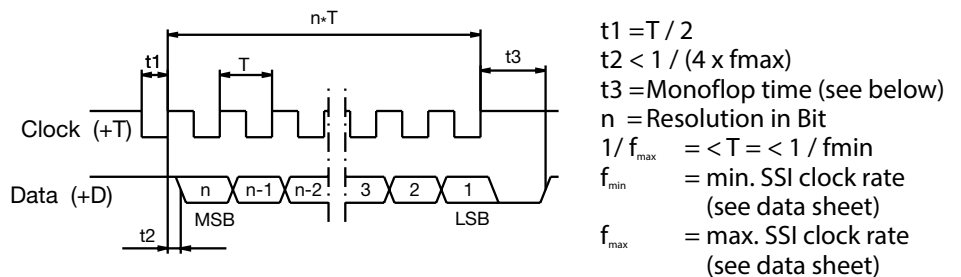 n*T
t1
T
t3
Clock (+T)
Data (+D)
n
n-1
n-2
3
2
1
MSB
LSB
t2
t1 =T / 2
t2 < 1 / (4 x fmax)
t3 =Monoflop time (see below)
n =Resolution in Bit
1/ fmax =< T =< 1 / fmin
fmin = min. SSI clock rate
(see data sheet)
fmax = max. SSI clock rate
(see data sheet)